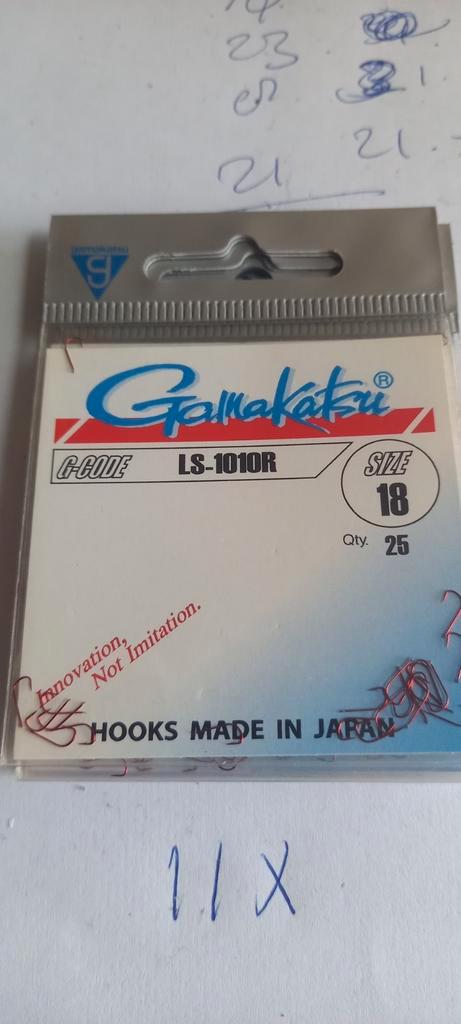 23
21
21
gamakatsu
Gamakatsu®
G-CODE LS-1010R
SIZE
18
Qty. 25
Innovation,
Not Imitation.
HOOKS MADE IN JAPAN
11X